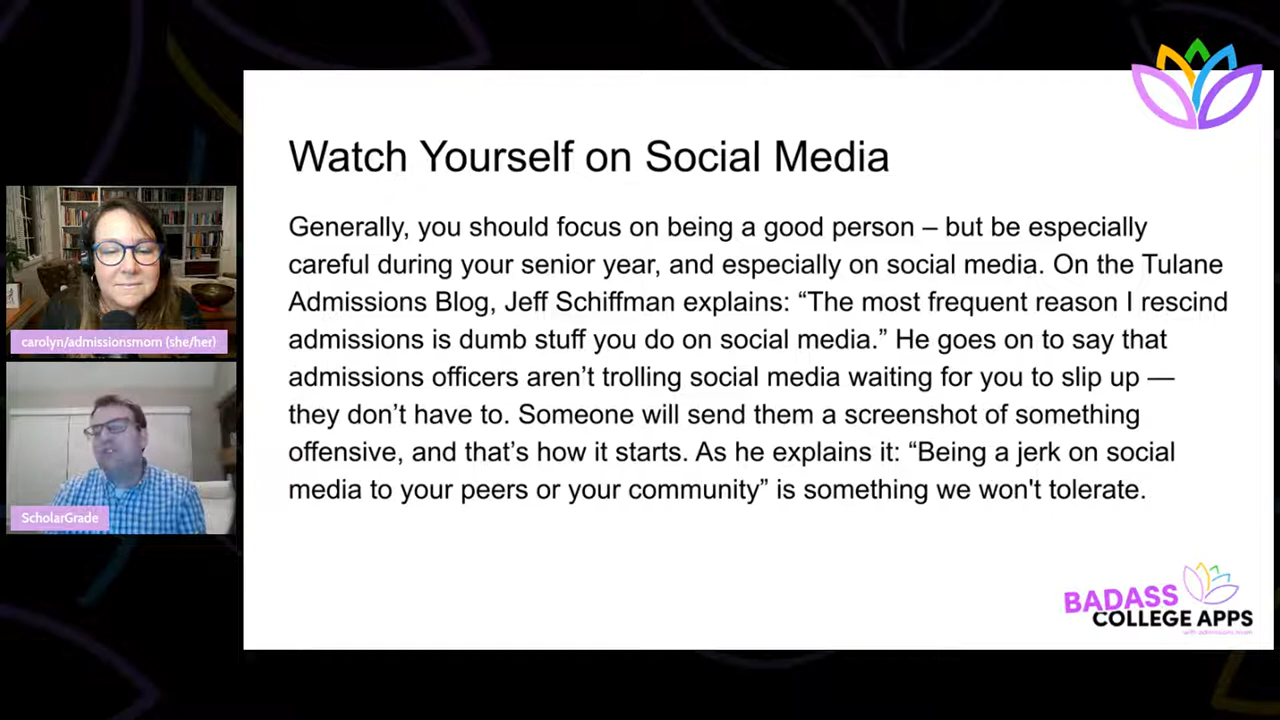 Watch Yourself on Social Media
Generally, you should focus on being a good person – but be especially
careful during your senior year, and especially on social media. On the Tulane
Admissions Blog, Jeff Schiffman explains: “The most frequent reason I rescind
admissions is dumb stuff you do on social media.” He goes on to say that
admissions officers aren’t trolling social media waiting for you to slip up —
they don’t have to. Someone will send them a screenshot of something
offensive, and that’s how it starts. As he explains it: “Being a jerk on social
media to your peers or your community” is something we won't tolerate.
carolyn/admissionsmom (she/her)
ScholarGrade
BADASS
COLLEGE APPS
with admissions mom